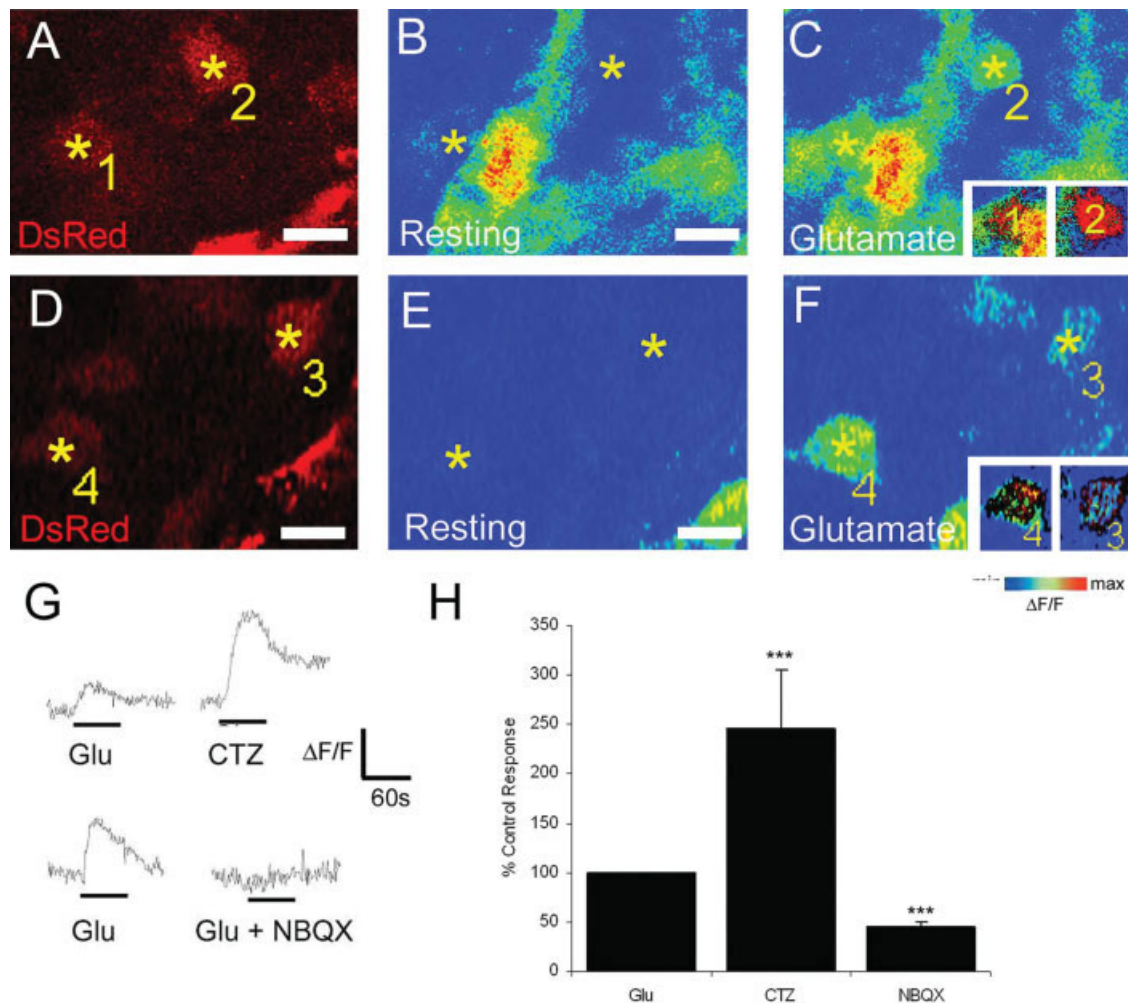 A
* 2
* 1
DsRed
B
*
*
Resting
C
* 2
*
1
2
Glutamate
D
* 3
* 4
DsRed
E
*
*
Resting
F
* 3
* 4
4
3
Glutamate
max
ΔF/F
G
Glu
CTZ
ΔF/F
60s
Glu
Glu + NBQX
H
% Control Response
350
300
250
200
150
100
50
0
***
***
Glu
CTZ
NBQX